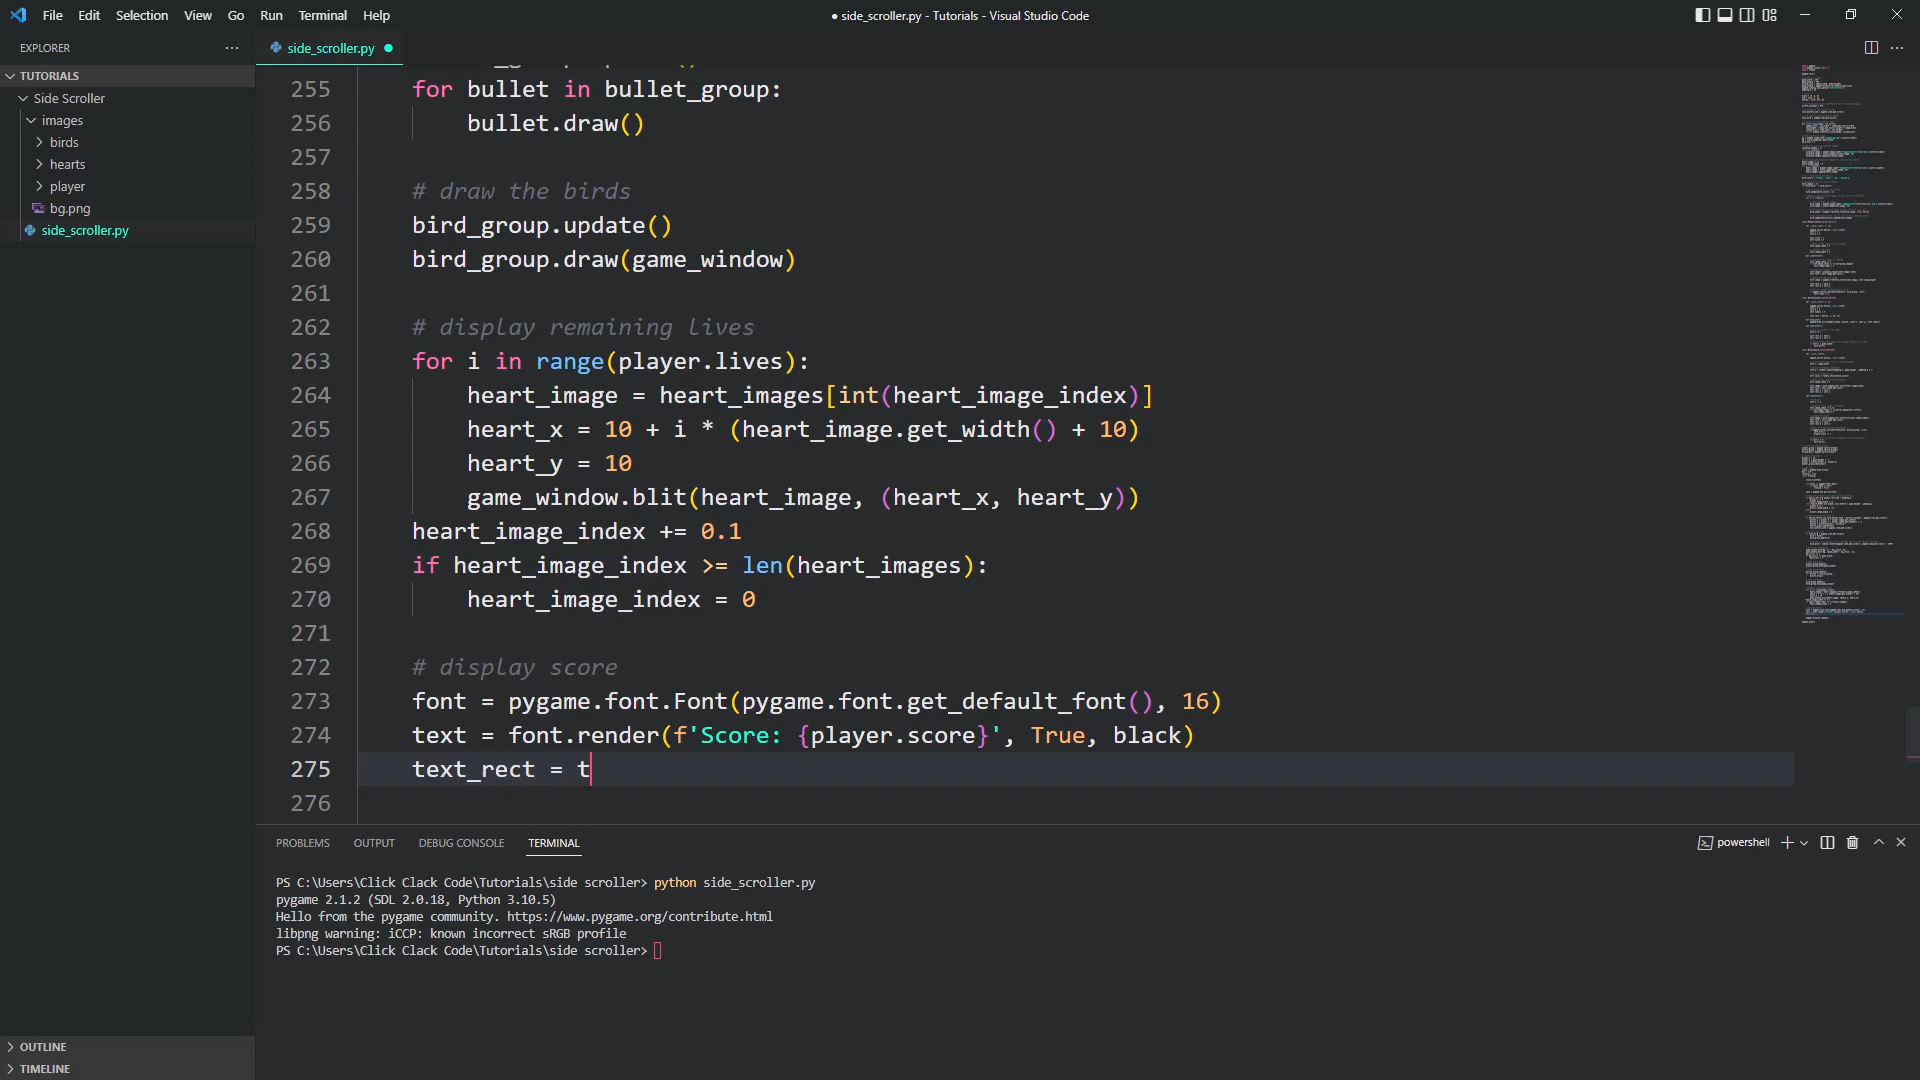 File Edit Selection View Go Run Terminal Help
● side_scroller.py - Tutorials - Visual Studio Code
EXPLORER
side_scroller.py
TUTORIALS
Side Scroller
images
birds
hearts
player
bg.png
side_scroller.py
OUTLINE
TIMELINE
255 for bullet in bullet_group:
256 bullet.draw()
257
258 # draw the birds
259 bird_group.update()
260 bird_group.draw(game_window)
261
262 # display remaining lives
263 for i in range(player.lives):
264 heart_image = heart_images[int(heart_image_index)]
265 heart_x = 10 + i * (heart_image.get_width() + 10)
266 heart_y = 10
267 game_window.blit(heart_image, (heart_x, heart_y))
268 heart_image_index += 0.1
269 if heart_image_index >= len(heart_images):
270 heart_image_index = 0
271
272 # display score
273 font = pygame.font.Font(pygame.font.get_default_font(), 16)
274 text = font.render(f'Score: {player.score}', True, black)
275 text_rect = t
276
PROBLEMS OUTPUT DEBUG CONSOLE TERMINAL
powershell
PS C:\Users\Click Clack Code\Tutorials\side scroller> python side_scroller.py
pygame 2.1.2 (SDL 2.0.18, Python 3.10.5)
Hello from the pygame community. https://www.pygame.org/contribute.html
libpng warning: iCCP: known incorrect sRGB profile
PS C:\Users\Click Clack Code\Tutorials\side scroller>